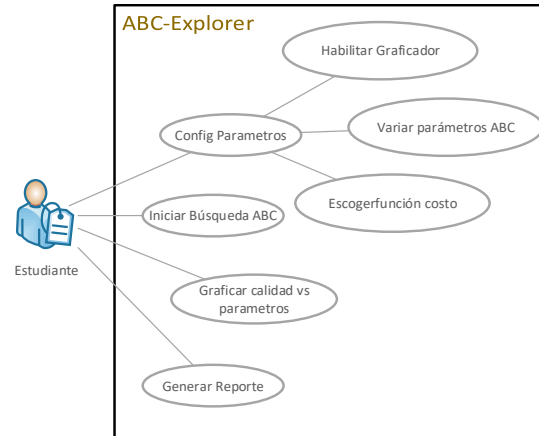 ABC-Explorer
Habilitar Graficador
Config Parametros
Variar parámetros ABC
Escogerfunción costo
Iniciar Búsqueda ABC
Estudiante
Graficar calidad vs
parametros
Generar Reporte